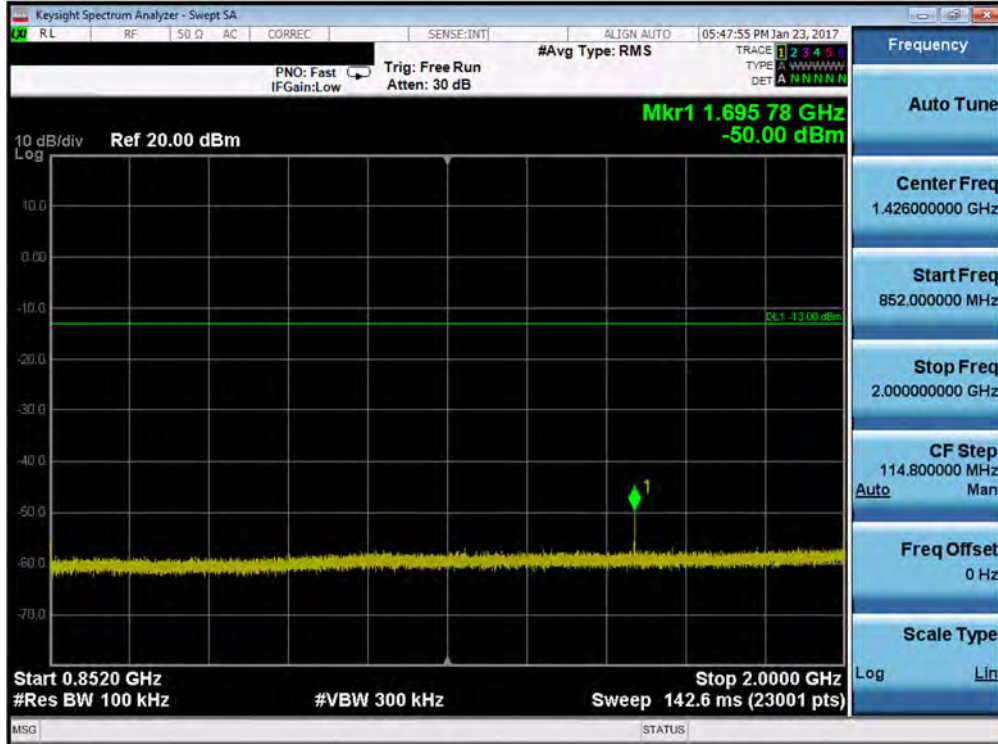 Keysight Spectrum Analyzer - Swept SA
LXI RL RF 50 Ω AC CORREC SENSE:INT ALIGN AUTO 05:47:55 PM Jan 23, 2017
#Avg Type: RMS TRACE 1 2 3 4 5 6
PNO: Fast Trig: Free Run TYPE A WWWWW
IFGain:Low Atten: 30 dB DET A N N N N N
Mkr1 1.695 78 GHz
10 dB/div Ref 20.00 dBm -50.00 dBm
Log
10.0
0.00
-10.0
DL1 -13.00 dBm
-20.0
-30.0
-40.0
1
-50.0
-60.0
-70.0
Start 0.8520 GHz Stop 2.0000 GHz
#Res BW 100 kHz #VBW 300 kHz Sweep 142.6 ms (23001 pts)
MSG STATUS
Frequency
Auto Tune
Center Freq
1.426000000 GHz
Start Freq
852.000000 MHz
Stop Freq
2.000000000 GHz
CF Step
114.800000 MHz
Auto Man
Freq Offset
0 Hz
Scale Type
Log Lin